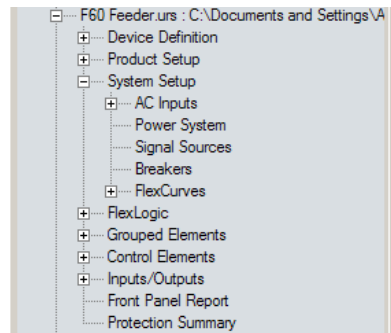 F60 Feeder.urs : C:\Documents and Settings\A
Device Definition
Product Setup
System Setup
AC Inputs
Power System
Signal Sources
Breakers
FlexCurves
FlexLogic
Grouped Elements
Control Elements
Inputs/Outputs
Front Panel Report
Protection Summary